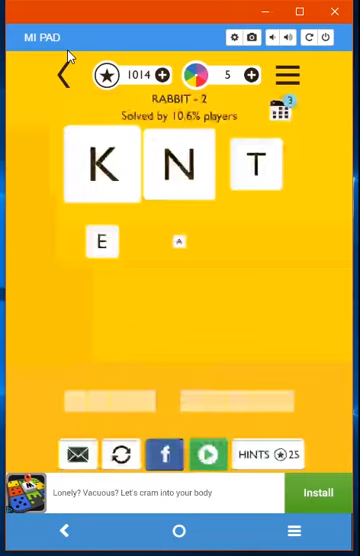 MI PAD
1014 5
RABBIT - 2
3
Solved by 10.6% players
K N T
E A
f HINTS 25
Lonely? Vacuous? Let's cram into your body
Install